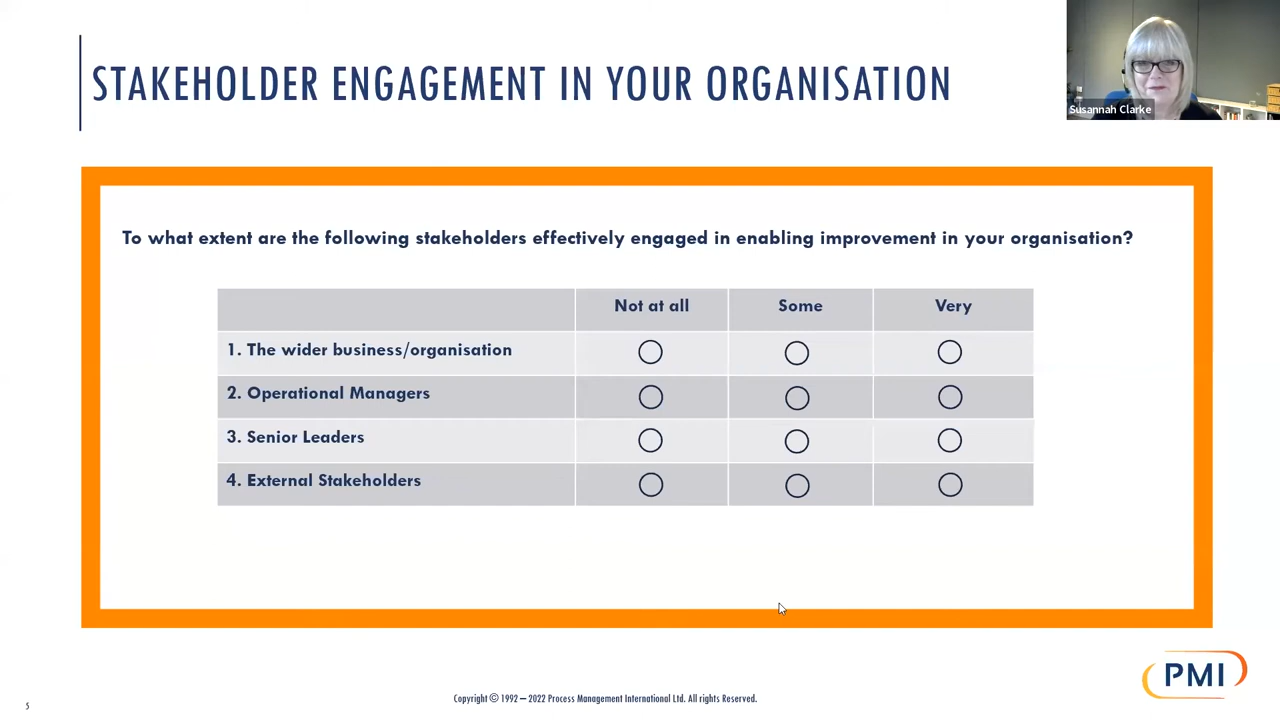 STAKEHOLDER ENGAGEMENT IN YOUR ORGANISATION
Susannah Clarke
To what extent are the following stakeholders effectively engaged in enabling improvement in your organisation?
Not at all Some Very
1. The wider business/organisation
2. Operational Managers
3. Senior Leaders
4. External Stakeholders
PMI
Copyright © 1992 – 2022 Process Management International Ltd. All rights Reserved.
5